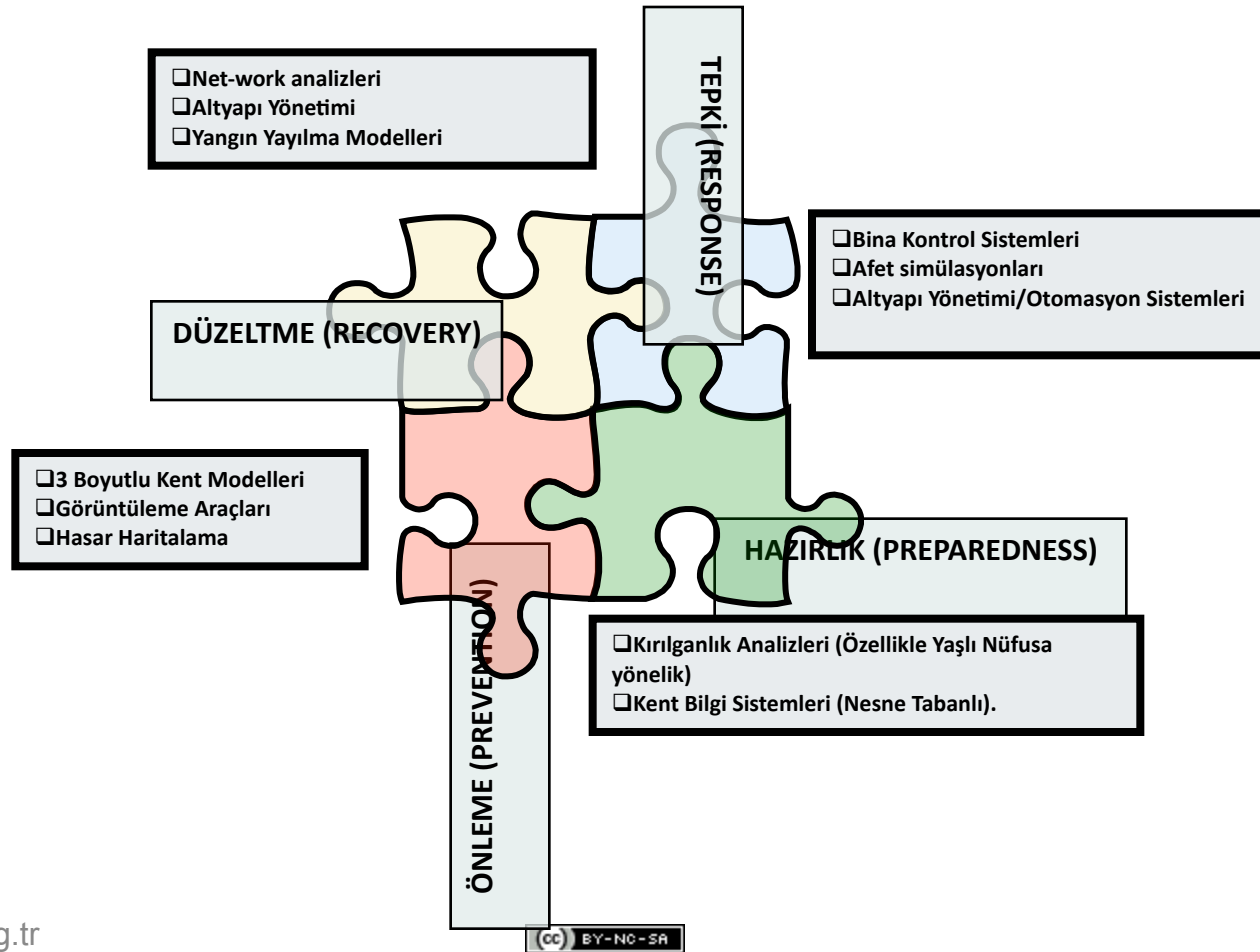 ❑Net-work analizleri
❑Altyapı Yönetimi
❑Yangın Yayılma Modelleri
TEPKİ (RESPONSE)
❑Bina Kontrol Sistemleri
❑Afet simülasyonları
❑Altyapı Yönetimi/Otomasyon Sistemleri
DÜZELTME (RECOVERY)
❑3 Boyutlu Kent Modelleri
❑Görüntüleme Araçları
❑Hasar Haritalama
HAZIRLIK (PREPAREDNESS)
ÖNLEME (PREVENTION)
❑Kırılganlık Analizleri (Özellikle Yaşlı Nüfusa
yönelik)
❑Kent Bilgi Sistemleri (Nesne Tabanlı).
g.tr
cc BY-NC-SA